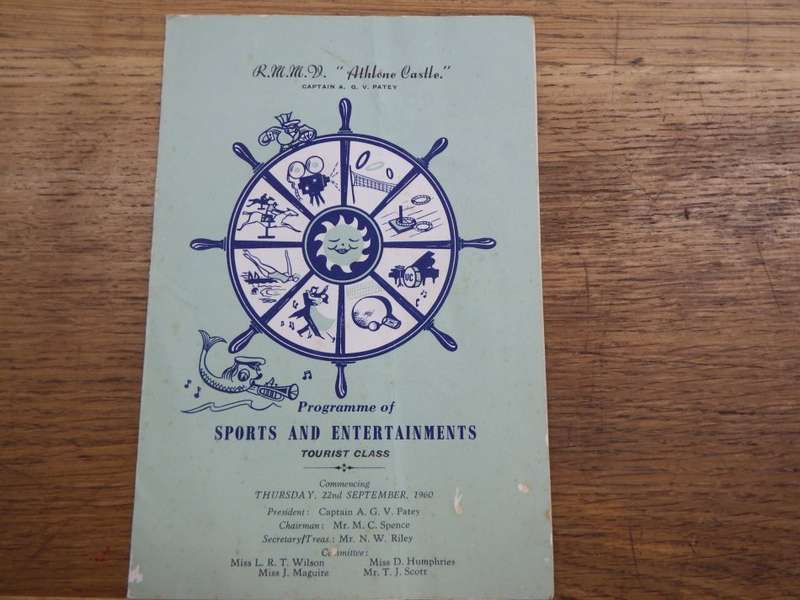 R.M.M.V. "Athlone Castle."
CAPTAIN A. G. V. PATEY
UC
Programme of
SPORTS AND ENTERTAINMENTS
TOURIST CLASS
Commencing
THURSDAY, 22nd SEPTEMBER, 1960
President: Captain A. G. V. Patey
Chairman: Mr. M. C. Spence
Secretary/Treas.: Mr. N. W. Riley
Committee:
Miss L. R. T. Wilson Miss D. Humphries
Miss J. Maguire Mr. T. J. Scott